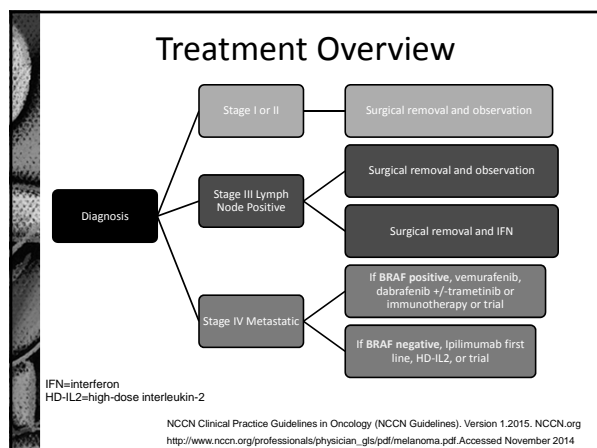 Treatment Overview
Diagnosis
Stage I or II
Surgical removal and observation
Stage III Lymph
Node Positive
Surgical removal and observation
Surgical removal and IFN
Stage IV Metastatic
If BRAF positive, vemurafenib,
dabrafenib +/-trametinib or
immunotherapy or trial
If BRAF negative, Ipilimumab first
line, HD-IL2, or trial
IFN=interferon
HD-IL2=high-dose interleukin-2
NCCN Clinical Practice Guidelines in Oncology (NCCN Guidelines). Version 1.2015. NCCN.org
http://www.nccn.org/professionals/physician_gls/pdf/melanoma.pdf.Accessed November 2014